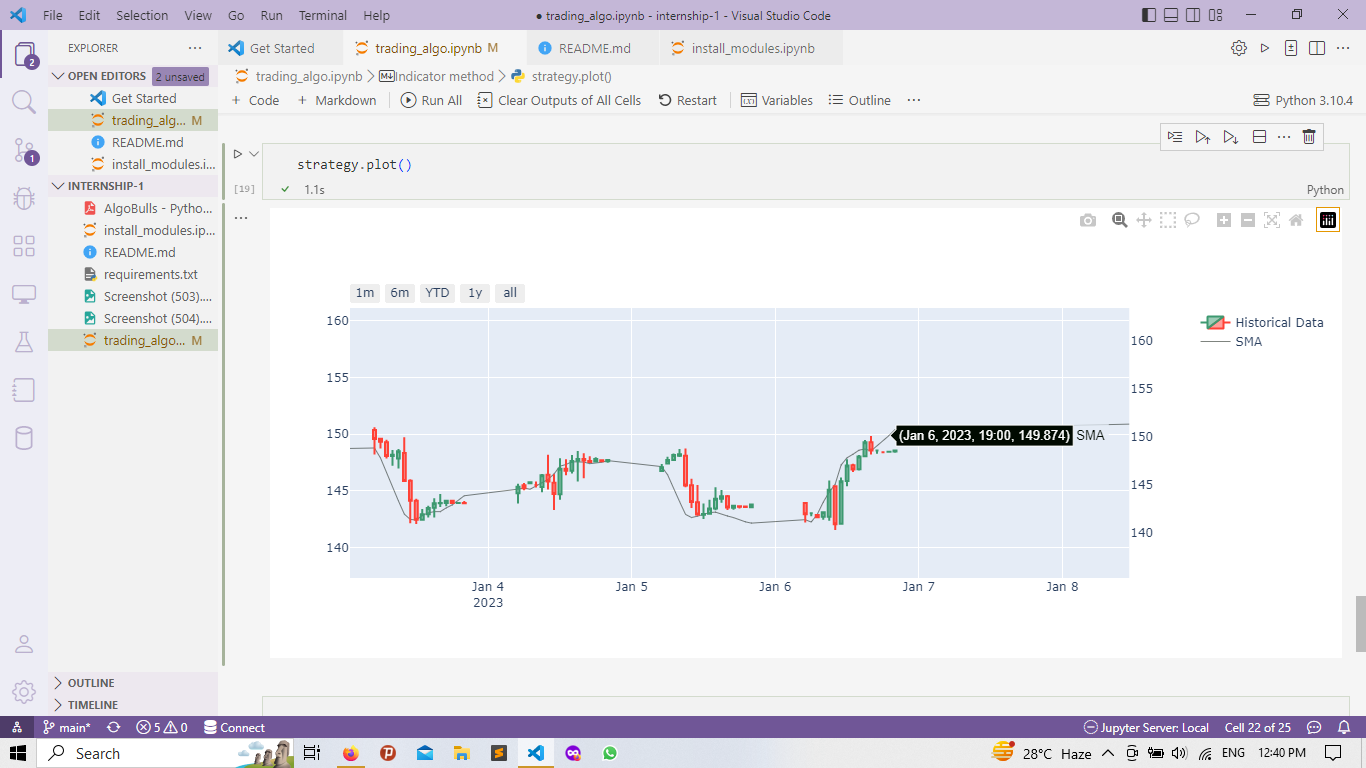 File Edit Selection View Go Run Terminal Help
● trading_algo.ipynb - internship-1 - Visual Studio Code
EXPLORER
2
OPEN EDITORS 2 unsaved
Get Started
trading_alg... M
README.md
install_modules.i...
1
INTERNSHIP-1
AlgoBulls - Pytho...
install_modules.ip...
README.md
requirements.txt
Screenshot (503)....
Screenshot (504)....
trading_algo... M
OUTLINE
TIMELINE
Get Started
trading_algo.ipynb M
README.md
install_modules.ipynb
trading_algo.ipynb > Indicator method > strategy.plot()
+ Code + Markdown Run All Clear Outputs of All Cells Restart Variables Outline ...
Python 3.10.4
strategy.plot()
[19] 1.1s
Python
1m 6m YTD 1y all
160
155
150
145
140
160
155
150
145
140
Historical Data
SMA
(Jan 6, 2023, 19:00, 149.874) SMA
Jan 4 Jan 5 Jan 6 Jan 7 Jan 8
2023
main* 5 0 Connect
Jupyter Server: Local Cell 22 of 25
Search
28°C Haze ENG 12:40 PM